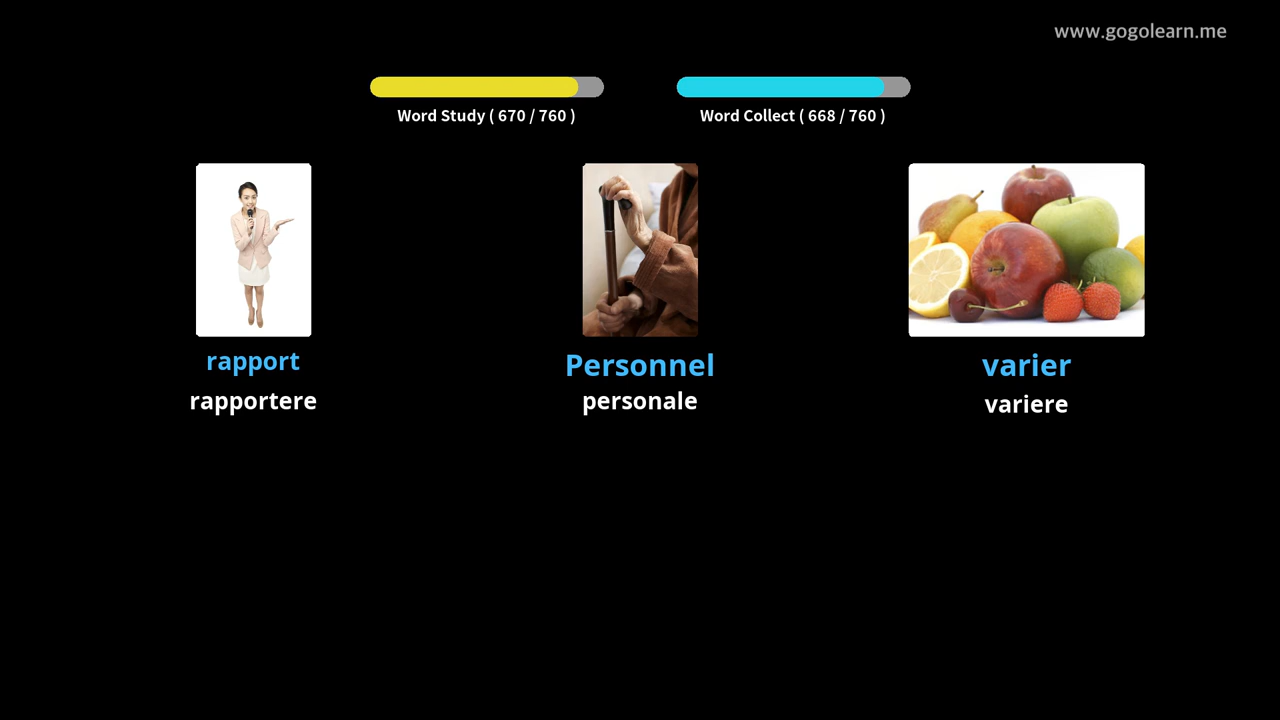 www.gogolearn.me
Word Study ( 670 / 760 )
Word Collect ( 668 / 760 )
rapport
rapportere
Personnel
personale
varier
variere